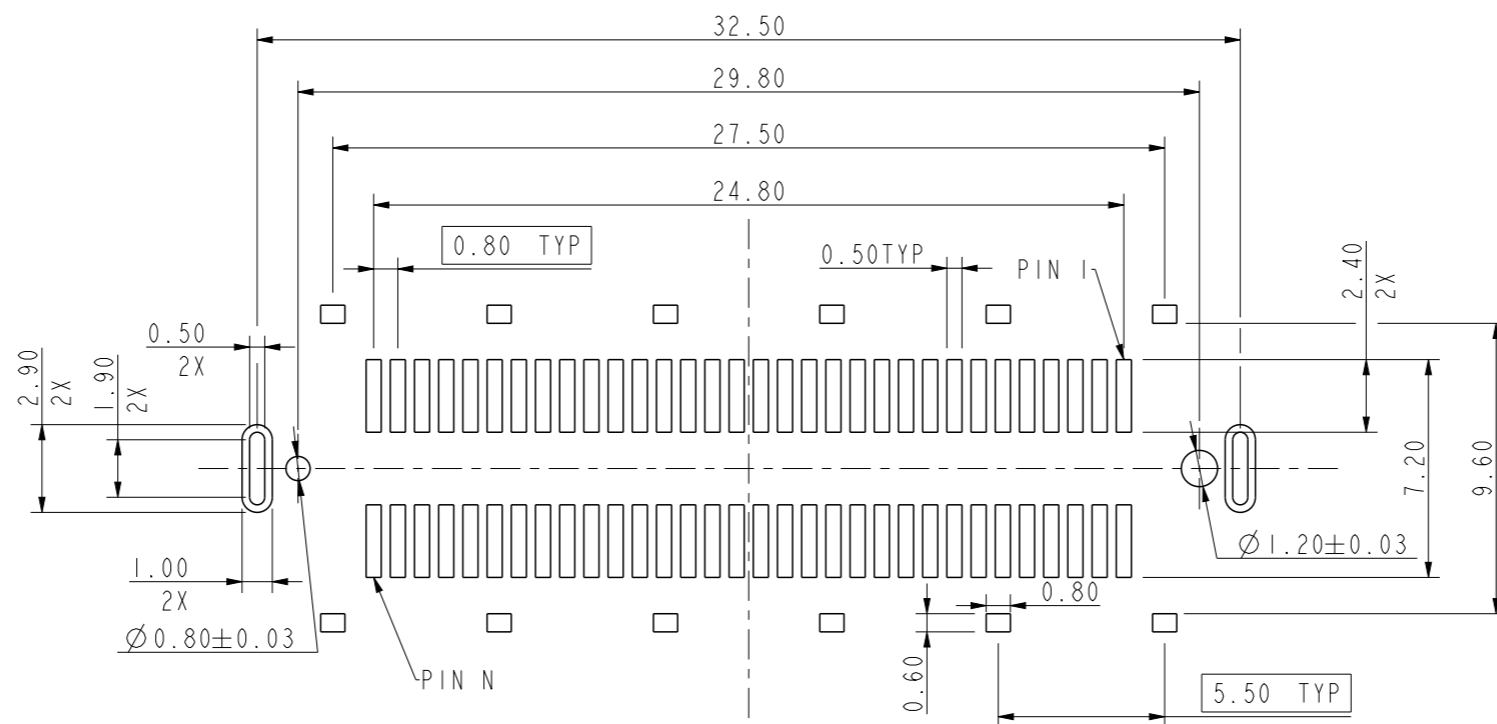 32.50
29.80
27.50
24.80
0.80 TYP
0.50TYP
PIN 1
2.40
2X
0.50
2X
2.90
2X
1.90
2X
7.20
9.60
Ø1.20±0.03
1.00
2X
0.80
Ø0.80±0.03
PIN N
0.60
5.50 TYP